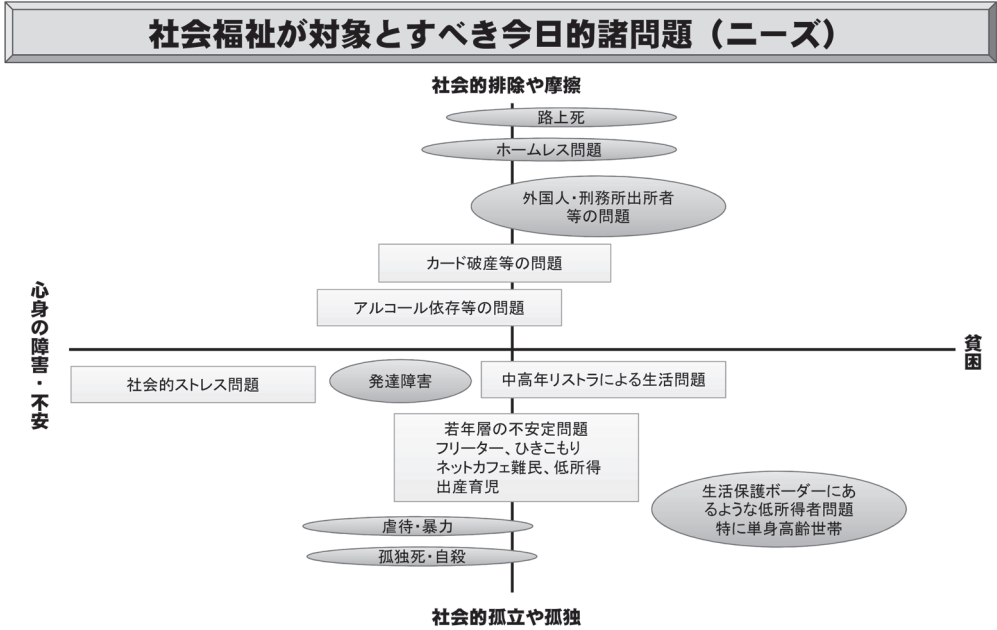 社会福祉が対象とすべき今日的諸問題（ニーズ）
社会的排除や摩擦
路上死
ホームレス問題
外国人・刑務所出所者
等の問題
カード破産等の問題
アルコール依存等の問題
心身の障害・不安
貧困
社会的ストレス問題
発達障害
中高年リストラによる生活問題
若年層の不安定問題
フリーター、ひきこもり
ネットカフェ難民、低所得
出産育児
生活保護ボーダーにあ
るような低所得者問題
特に単身高齢世帯
虐待・暴力
孤独死・自殺
社会的孤立や孤独